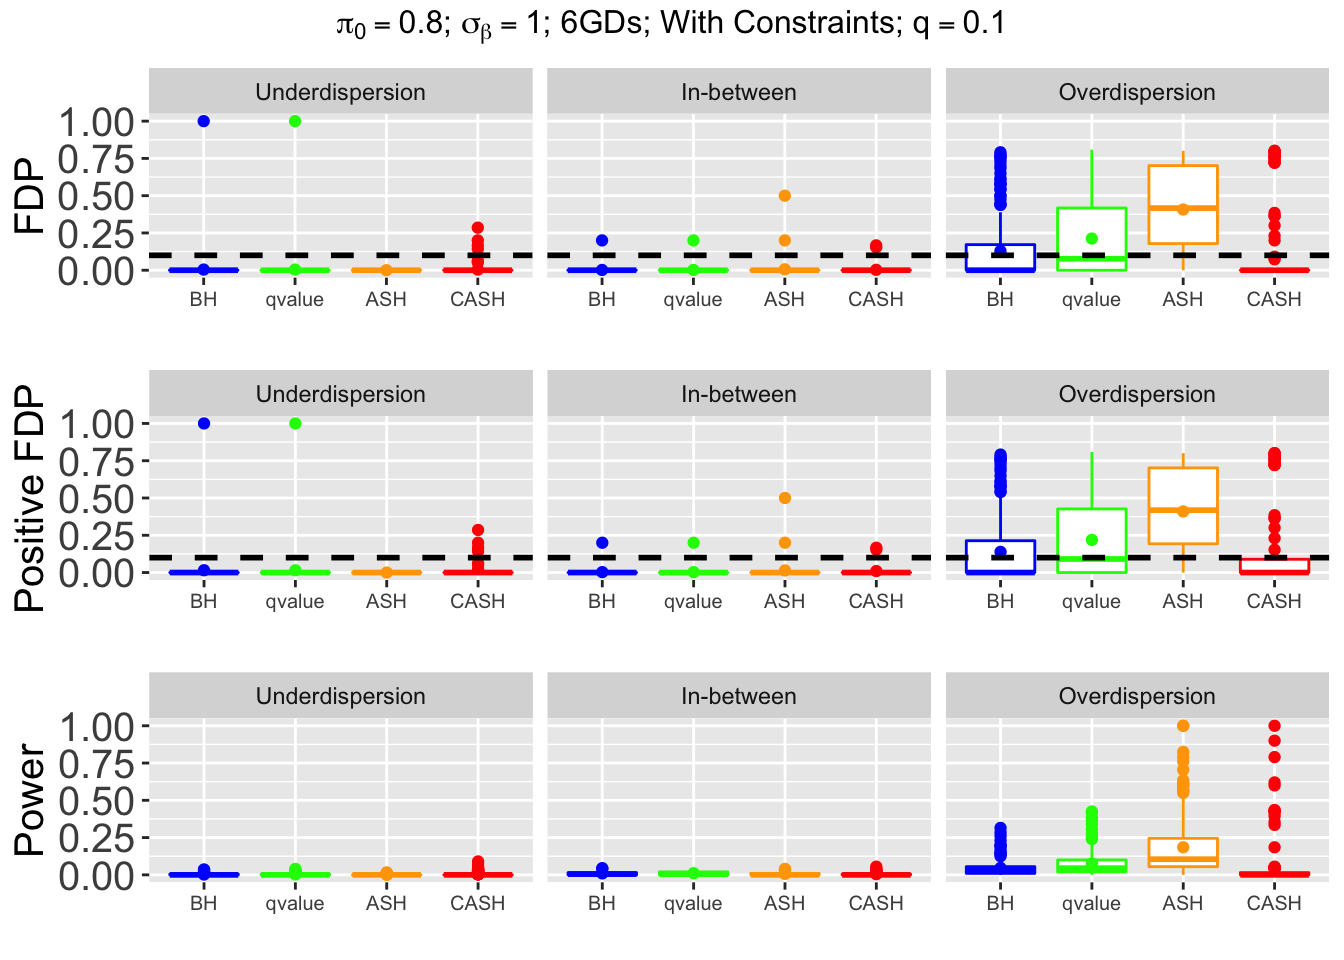 π₀ = 0.8; σᵦ = 1; 6GDs; With Constraints; q = 0.1
Underdispersion In-between Overdispersion
FDP
1.00
0.75
0.50
0.25
0.00
BH qvalue ASH CASH BH qvalue ASH CASH BH qvalue ASH CASH
Underdispersion In-between Overdispersion
Positive FDP
1.00
0.75
0.50
0.25
0.00
BH qvalue ASH CASH BH qvalue ASH CASH BH qvalue ASH CASH
Underdispersion In-between Overdispersion
Power
1.00
0.75
0.50
0.25
0.00
BH qvalue ASH CASH BH qvalue ASH CASH BH qvalue ASH CASH